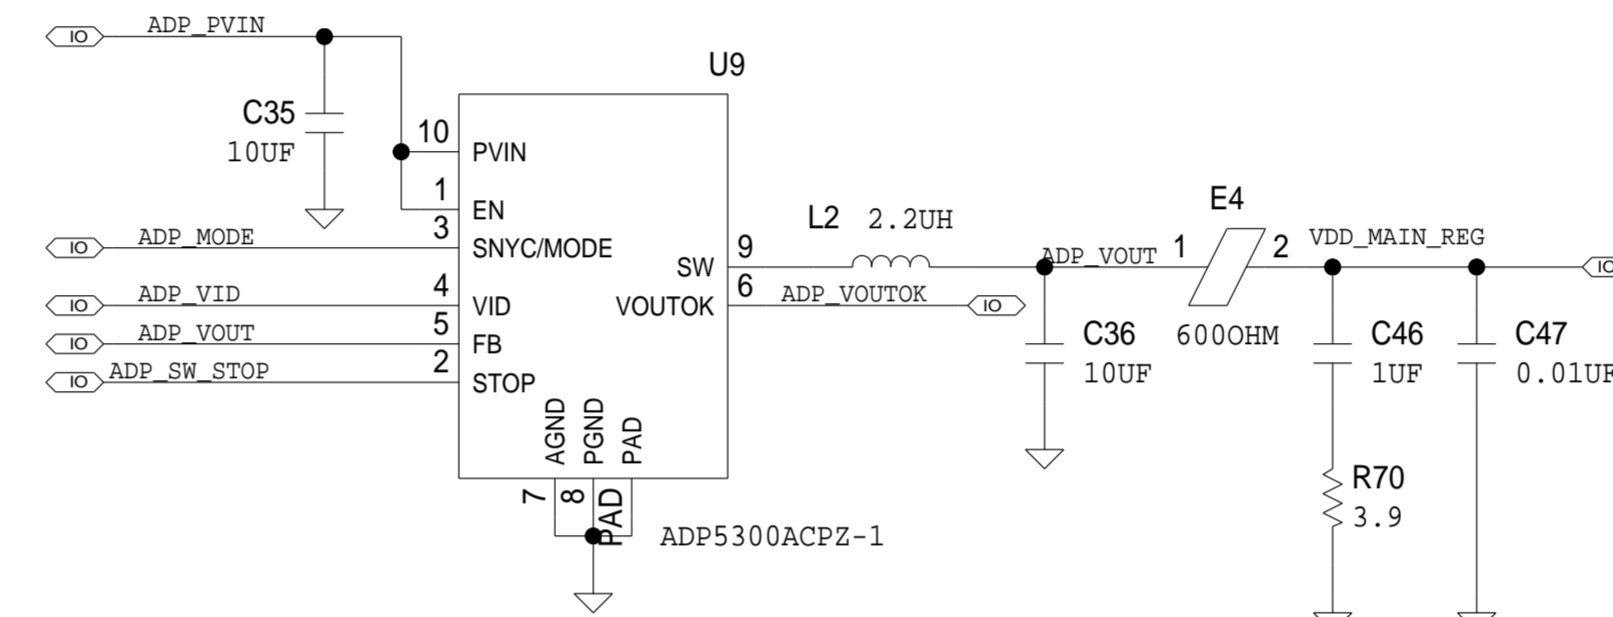 IO ADP_PVIN
U9
C35
10UF
10 PVIN
1 EN
3 SNYC/MODE
IO ADP_MODE
4 VID
IO ADP_VID
5 FB
IO ADP_VOUT
2 STOP
IO ADP_SW_STOP
9 SW
6 VOUTOK
L2 2.2UH
ADP_VOUTOK IO
ADP_VOUT 1
E4
2 VDD_MAIN_REG
600OHM
C36
10UF
C46
1UF
C47
0.01UF
R70
3.9
AGND
PGND
PAD
7
8
PAD
ADP5300ACPZ-1